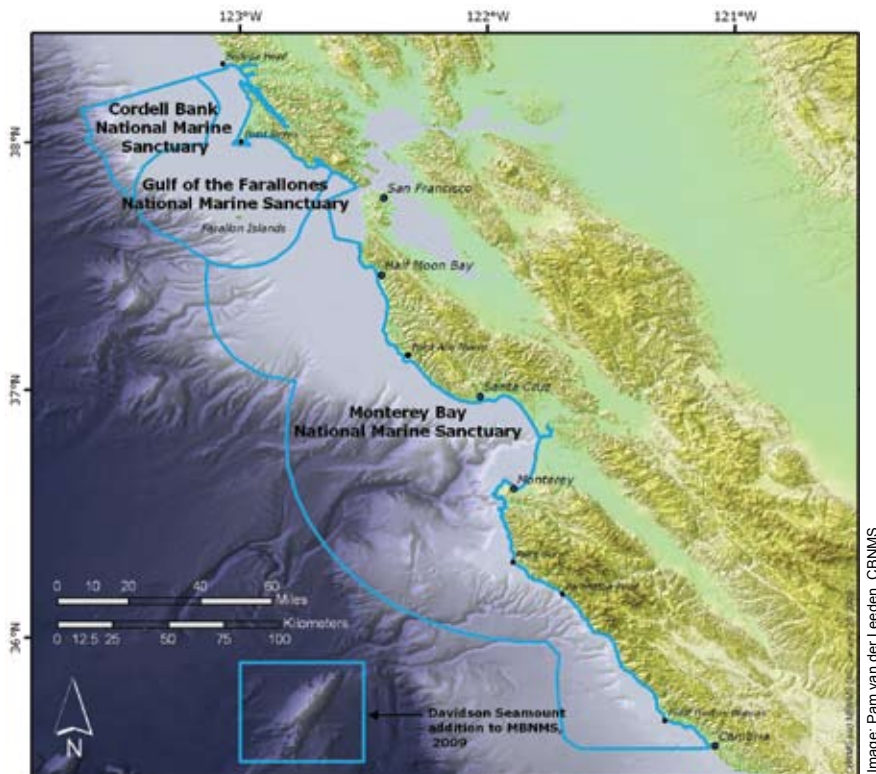 123°W
122°W
121°W
Bodega Head
Cordell Bank
National Marine
Sanctuary
38°N
Point Reyes
Gulf of the Farallones
National Marine Sanctuary
San Francisco
Farallon Islands
Half Moon Bay
37°N
Santa Cruz
Monterey Bay
National Marine Sanctuary
Monterey
0 10 20 40 60
Miles
Kilometers
0 12.5 25 50 75 100
36°N
N
Davidson Seamount
addition to MBNMS,
2009
Cambria
Image: Pam van der Leeden, CBNMS